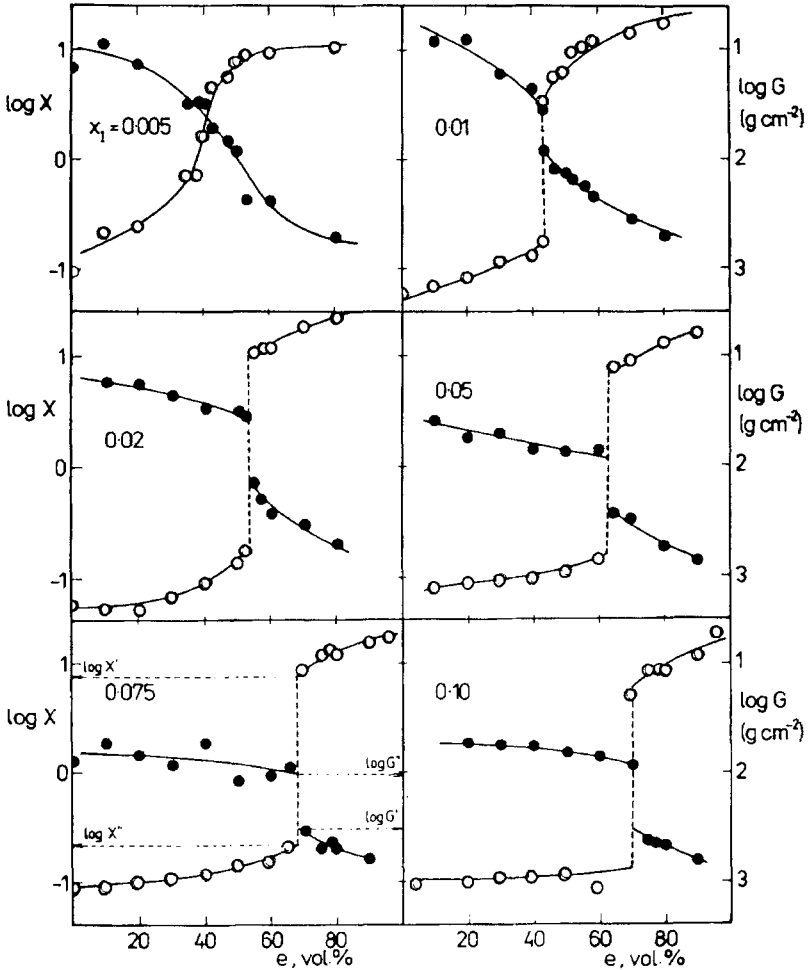 1
0
-1
log X
x₁ = 0·005
0·01
1
2
3
log G
(g cm⁻²)
1
0
-1
log X
0·02
0·05
1
2
3
log G
(g cm⁻²)
1
0
-1
log X
log X'
0·075
log X"
log G"
log G'
0·10
1
2
3
log G
(g cm⁻²)
20 40 60 80
e, vol.%
20 40 60 80
e, vol.%